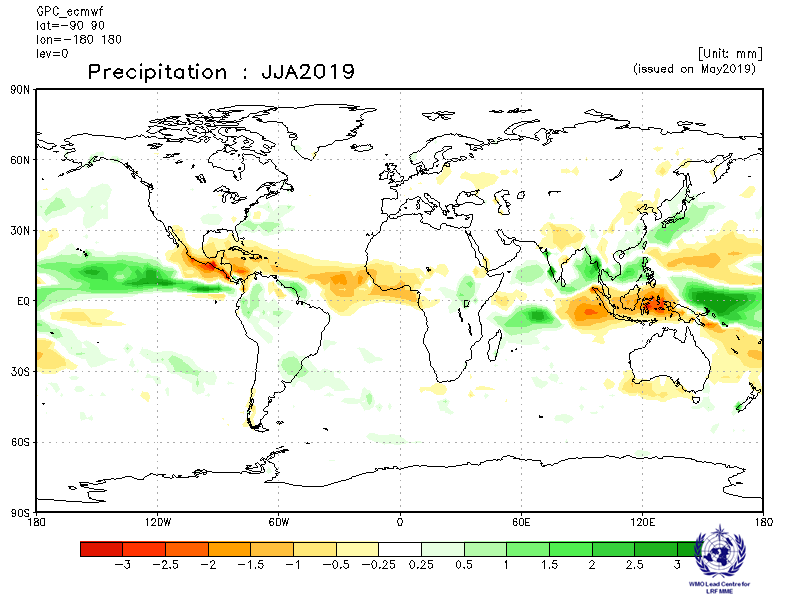 GPC_ecmwf
lat=-90 90
lon=-180 180
lev=0
[Unit: mm]
Precipitation : JJA2019
(issued on May2019)
90N
60N
30N
EQ
30S
60S
90S
180 120W 60W 0 60E 120E 180
-3 -2.5 -2 -1.5 -1 -0.5 -0.25 0.25 0.5 1 1.5 2 2.5 3
WMO Lead Centre for
LRF MME